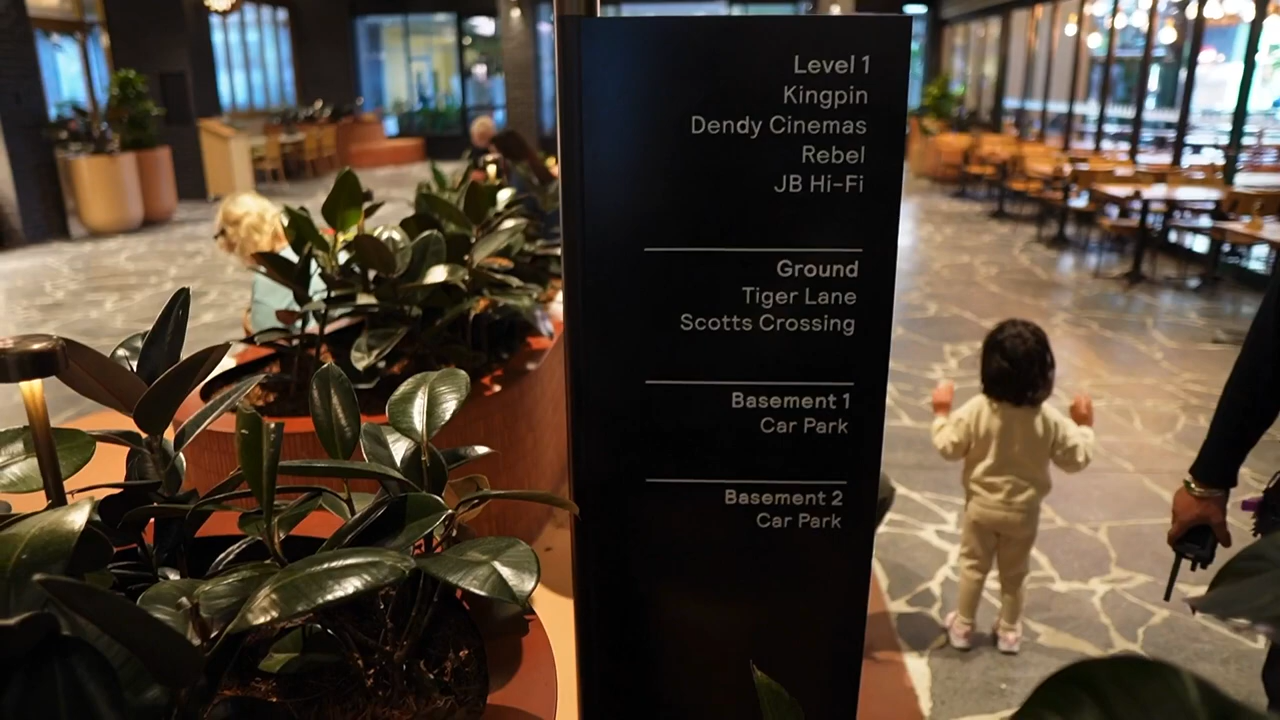 Level 1
Kingpin
Dendy Cinemas
Rebel
JB Hi-Fi
Ground
Tiger Lane
Scotts Crossing
Basement 1
Car Park
Basement 2
Car Park